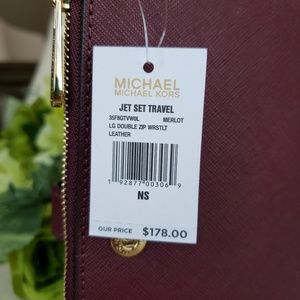 MICHAEL
MICHAEL KORS
JET SET TRAVEL
35F8GTVW0L MERLOT
LG DOUBLE ZIP WRSTLT
LEATHER
1 92877 00306 9
NS
OUR PRICE $178.00